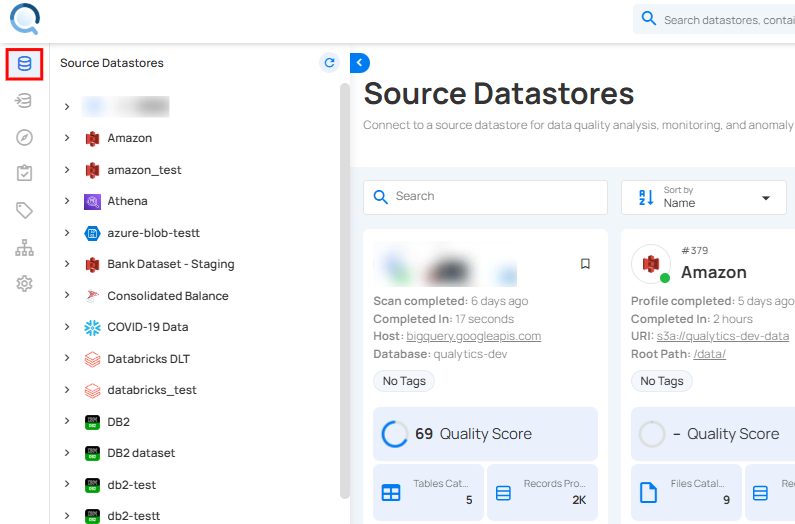 Search datastores, contai
Source Datastores
Amazon
amazon_test
Athena
azure-blob-testt
Bank Dataset - Staging
Consolidated Balance
COVID-19 Data
Databricks DLT
databricks_test
DB2
DB2 dataset
db2-test
db2-testt
Source Datastores
Connect to a source datastore for data quality analysis, monitoring, and anomaly
Search
Sort by
Name
Scan completed: 6 days ago
Completed In: 17 seconds
Host: bigquery.googleapis.com
Database: qualytics-dev
No Tags
69 Quality Score
Tables Cat...
5
Records Pro...
2K
#379
Amazon
Profile completed: 5 days ago
Completed In: 2 hours
URI: s3a://qualytics-dev-data
Root Path: /data/
No Tags
– Quality Score
Files Catal...
9
Rec